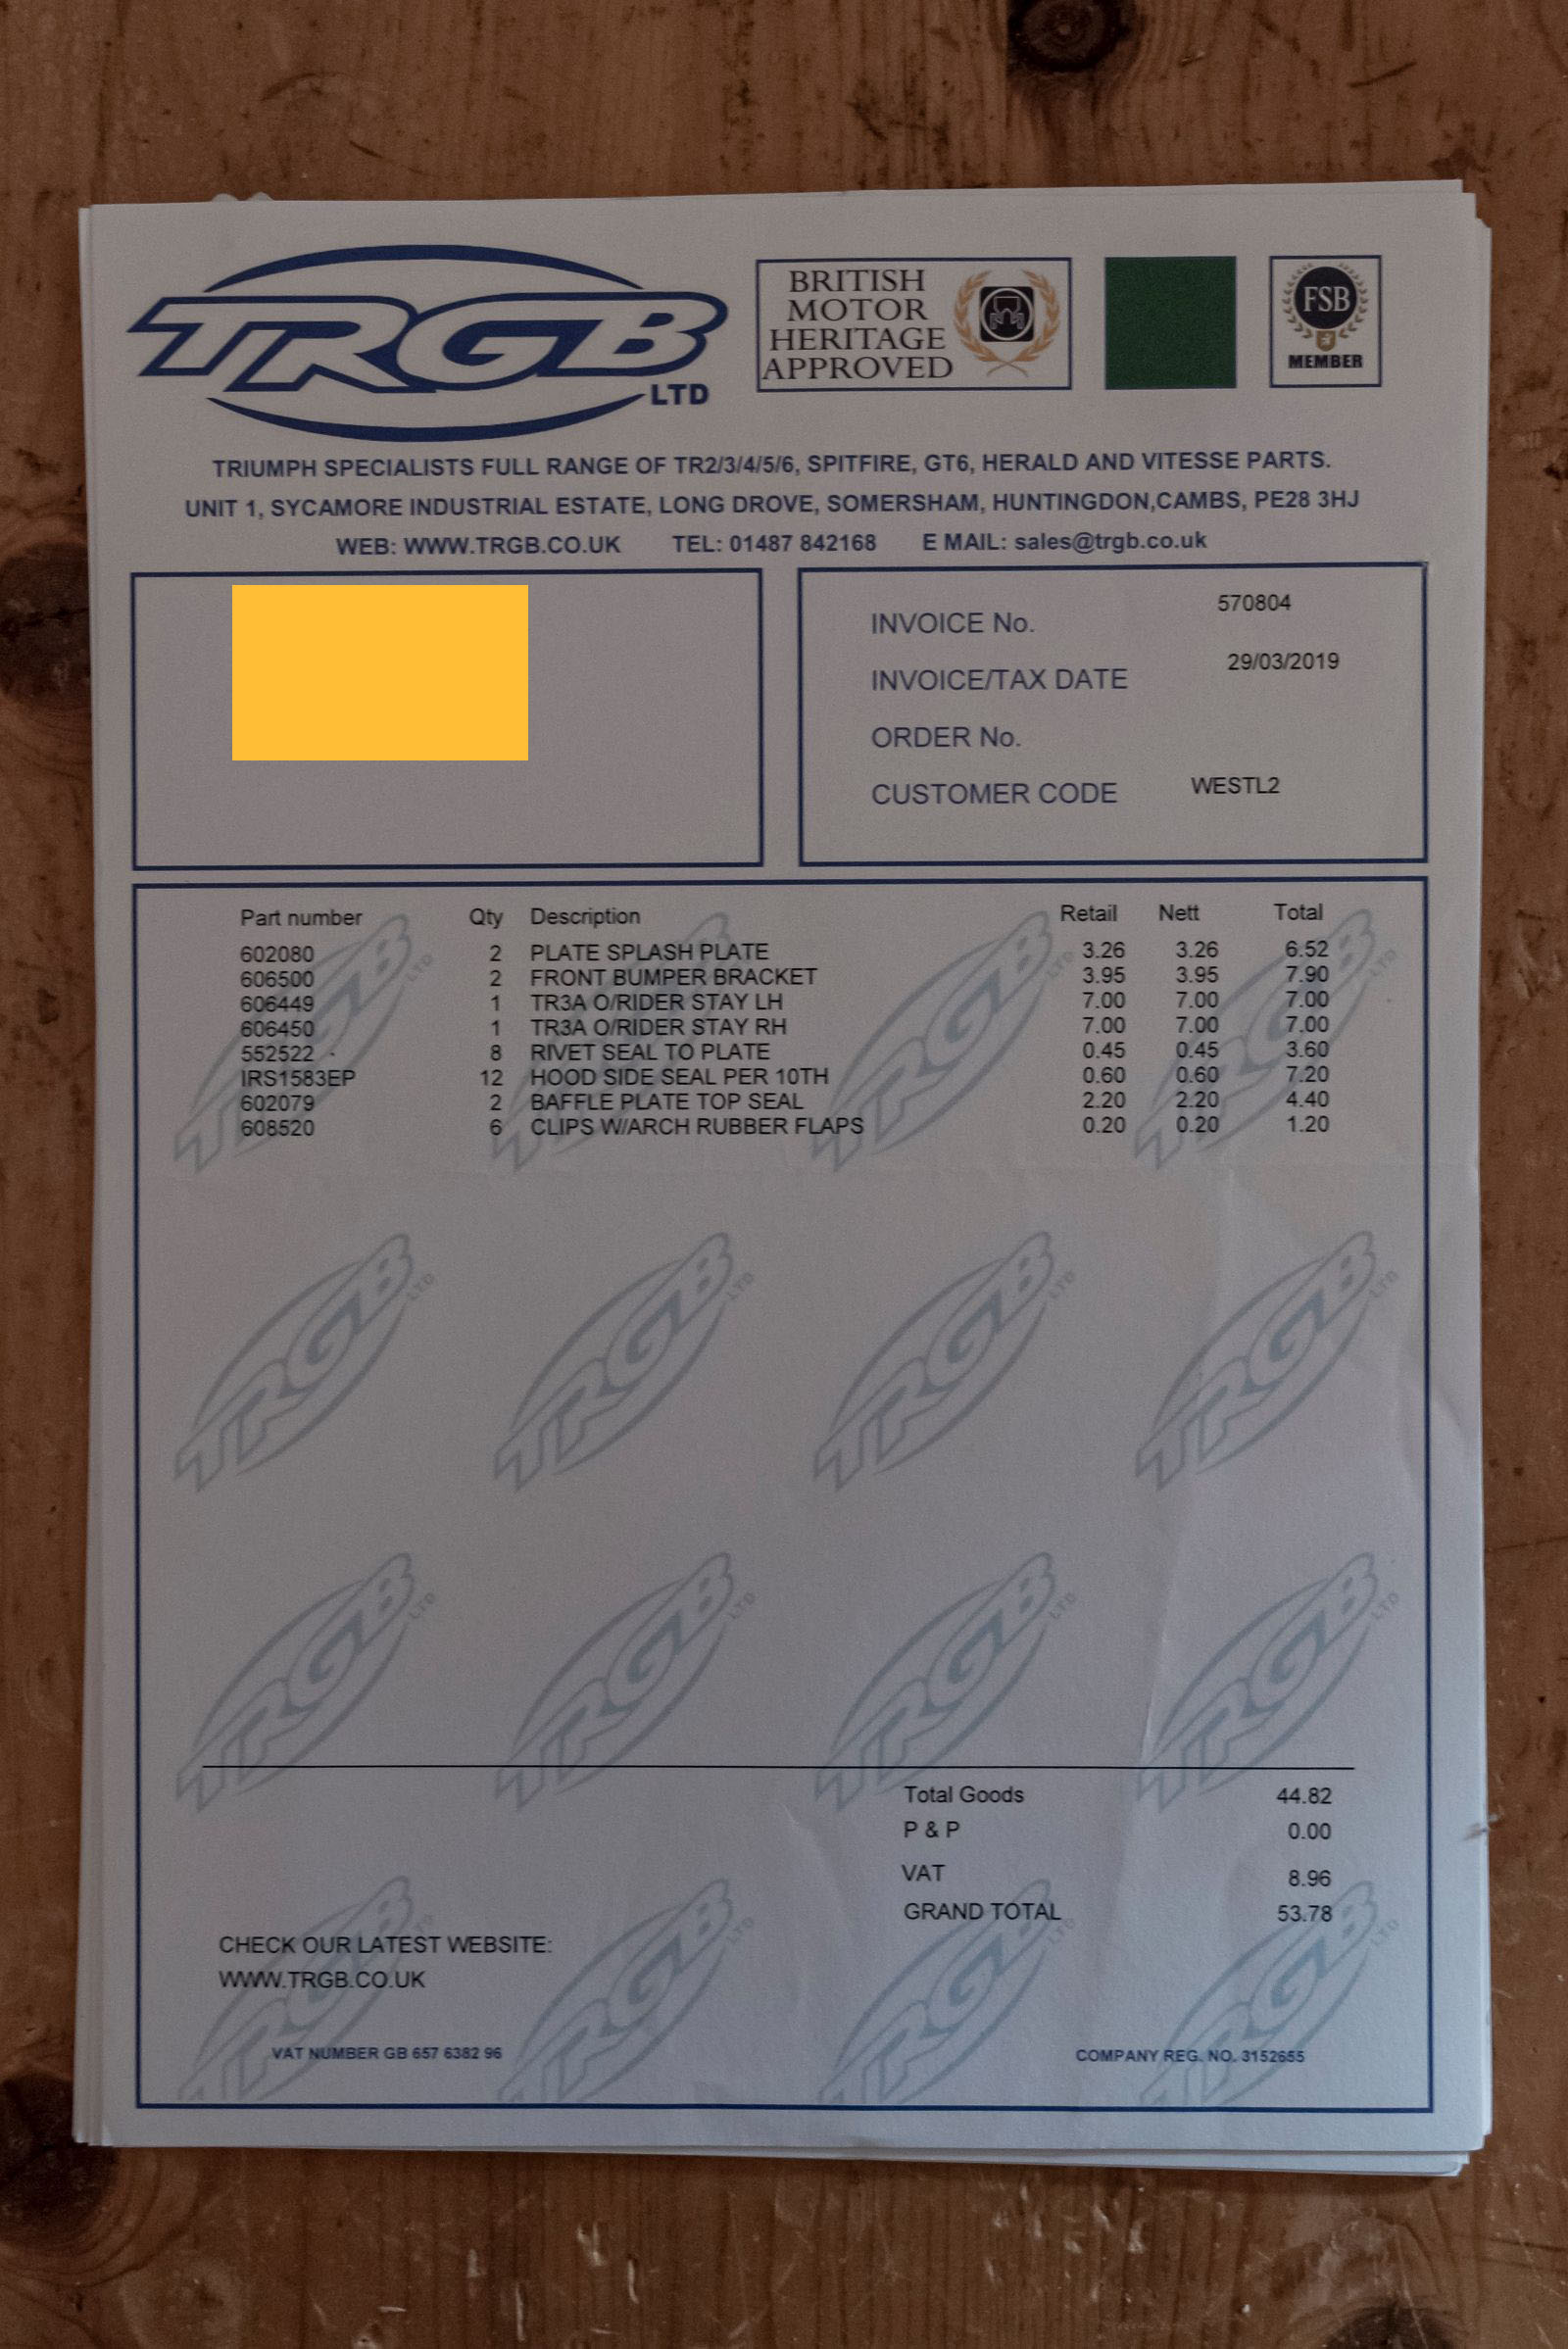 TRGB
LTD
BRITISH
MOTOR
HERITAGE
APPROVED
FSB
MEMBER
TRIUMPH SPECIALISTS FULL RANGE OF TR2/3/4/5/6, SPITFIRE, GT6, HERALD AND VITESSE PARTS.
UNIT 1, SYCAMORE INDUSTRIAL ESTATE, LONG DROVE, SOMERSHAM, HUNTINGDON,CAMBS, PE28 3HJ
WEB: WWW.TRGB.CO.UK TEL: 01487 842168 E MAIL: sales@trgb.co.uk
INVOICE No. 570804
INVOICE/TAX DATE 29/03/2019
ORDER No.
CUSTOMER CODE WESTL2
Part number Qty Description Retail Nett Total
602080 2 PLATE SPLASH PLATE 3.26 3.26 6.52
606500 2 FRONT BUMPER BRACKET 3.95 3.95 7.90
606449 1 TR3A O/RIDER STAY LH 7.00 7.00 7.00
606450 1 TR3A O/RIDER STAY RH 7.00 7.00 7.00
552522 8 RIVET SEAL TO PLATE 0.45 0.45 3.60
IRS1583EP 12 HOOD SIDE SEAL PER 10TH 0.60 0.60 7.20
602079 2 BAFFLE PLATE TOP SEAL 2.20 2.20 4.40
608520 6 CLIPS W/ARCH RUBBER FLAPS 0.20 0.20 1.20
Total Goods 44.82
P & P 0.00
VAT 8.96
GRAND TOTAL 53.78
CHECK OUR LATEST WEBSITE:
WWW.TRGB.CO.UK
VAT NUMBER GB 657 6382 96 COMPANY REG. NO. 3152655